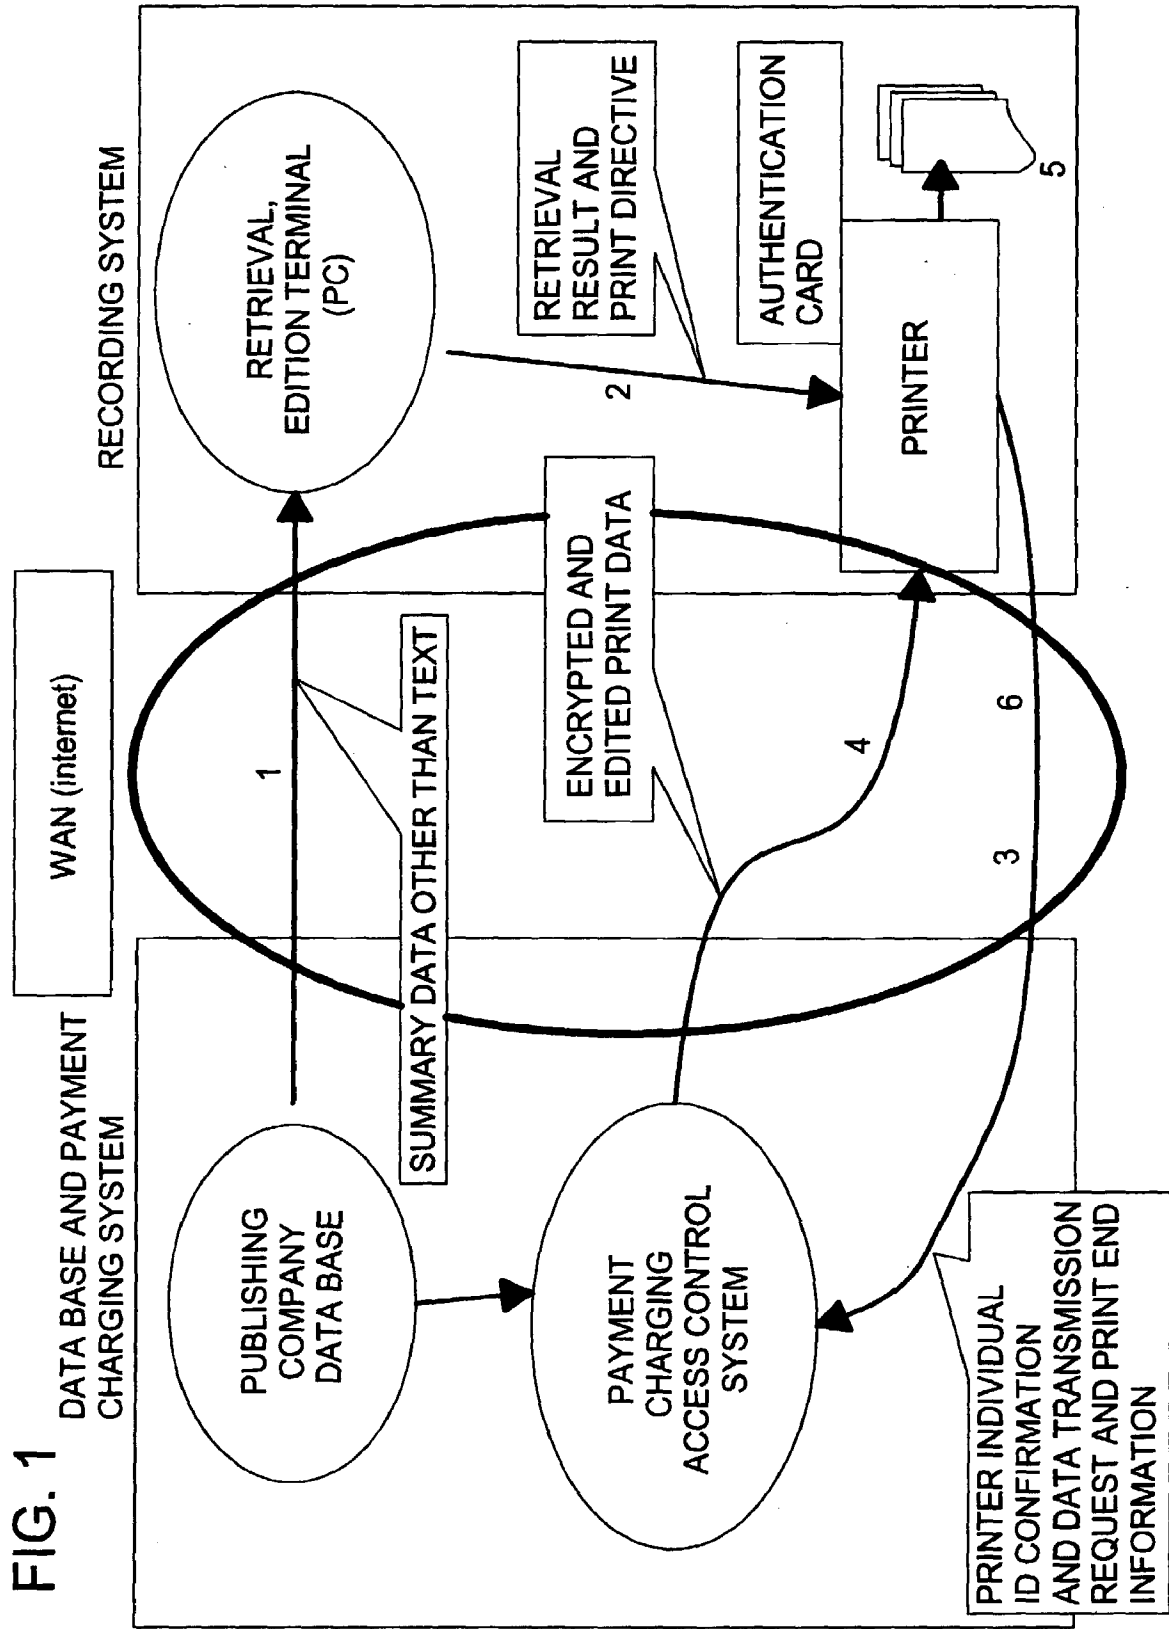 FIG. 1
WAN (internet)
DATA BASE AND PAYMENT
CHARGING SYSTEM
RECORDING SYSTEM
PUBLISHING
COMPANY
DATA BASE
1
RETRIEVAL,
EDITION TERMINAL
(PC)
SUMMARY DATA OTHER THAN TEXT
2
RETRIEVAL
RESULT AND
PRINT DIRECTIVE
ENCRYPTED AND
EDITED PRINT DATA
PAYMENT
CHARGING
ACCESS CONTROL
SYSTEM
4
AUTHENTICATION
CARD
PRINTER
5
3
6
PRINTER INDIVIDUAL
ID CONFIRMATION
AND DATA TRANSMISSION
REQUEST AND PRINT END
INFORMATION